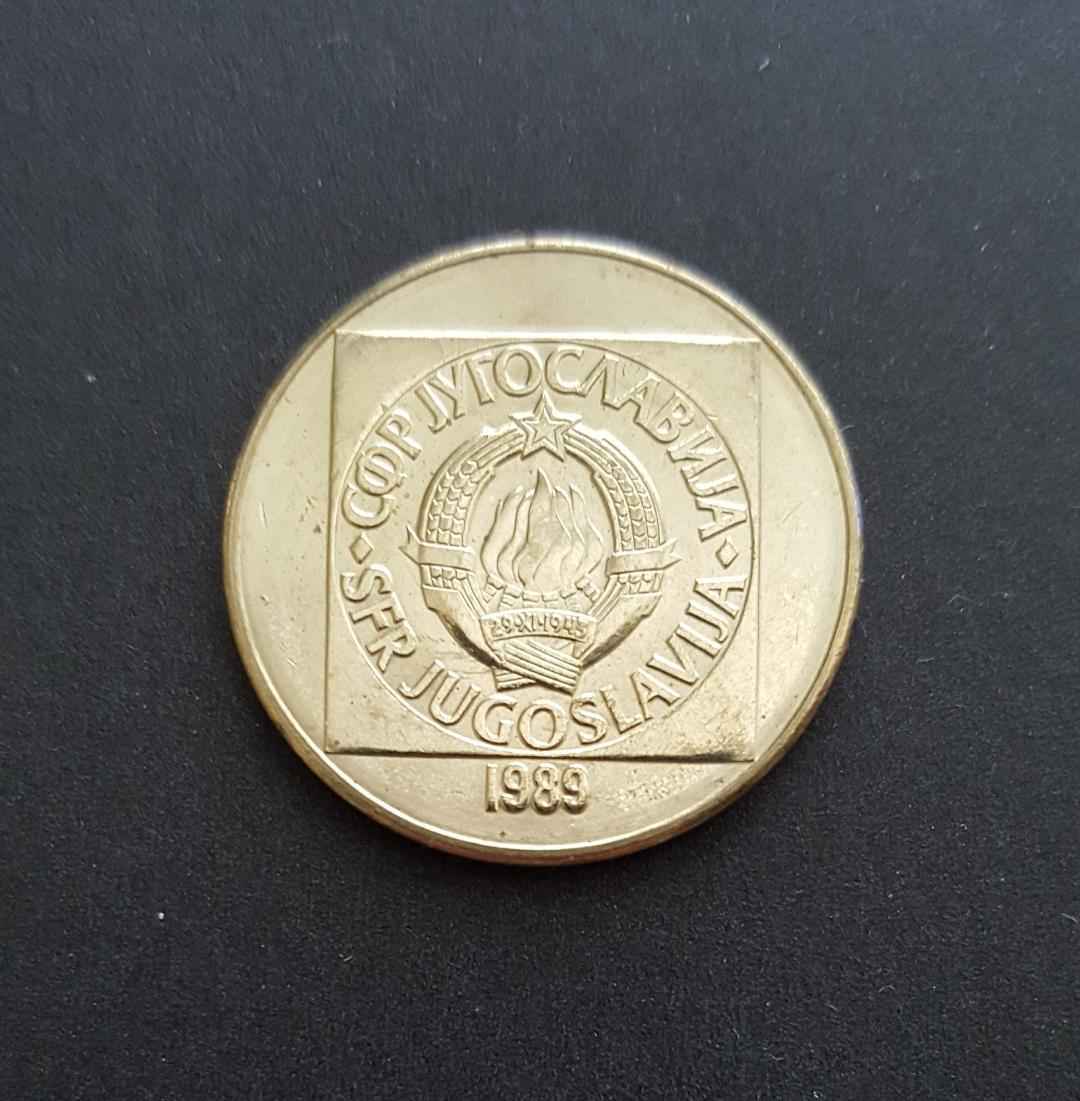 СФР ЈУГОСЛАВИЈА
29·XI·1943
SFR JUGOSLAVIJA
1989